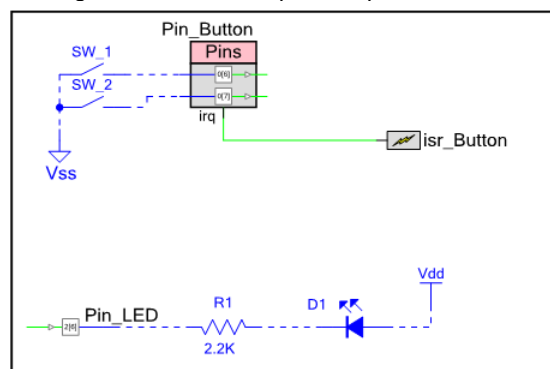 Pin_Button
Pins
SW_1
0[6]
SW_2
0[7]
irq
isr_Button
Vss
Vdd
2[6]
Pin_LED
R1
D1
2.2K